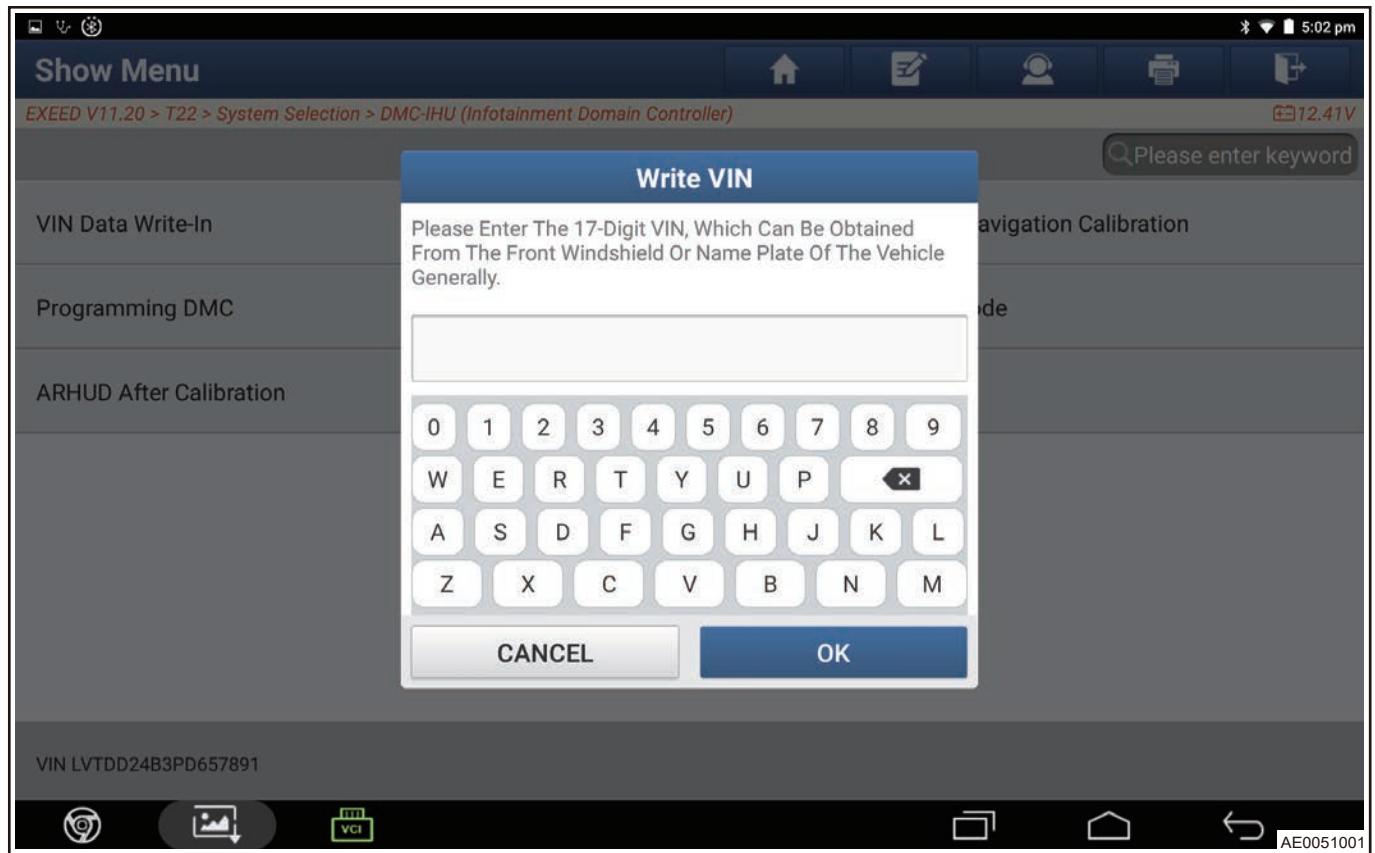 5:02 pm
Show Menu
EXEED V11.20 > T22 > System Selection > DMC-IHU (Infotainment Domain Controller)
12.41V
Please enter keyword
Write VIN
VIN Data Write-In
avigation Calibration
Please Enter The 17-Digit VIN, Which Can Be Obtained
From The Front Windshield Or Name Plate Of The Vehicle
Generally.
Programming DMC
ode
ARHUD After Calibration
0 1 2 3 4 5 6 7 8 9
W E R T Y U P
A S D F G H J K L
Z X C V B N M
CANCEL OK
VIN LVTDD24B3PD657891
VCI
AE0051001